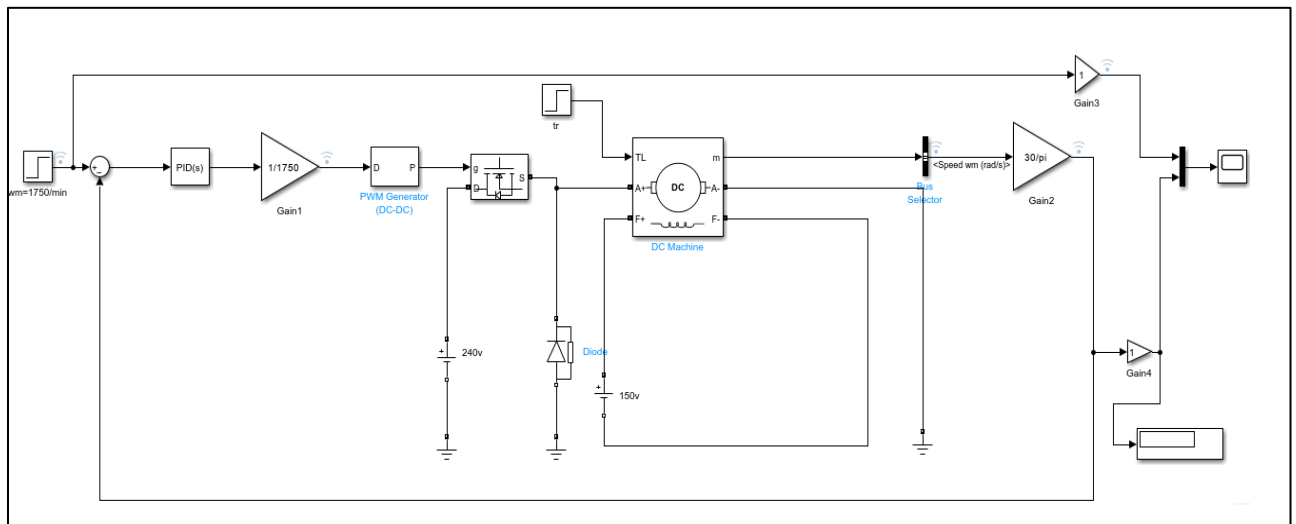 1
Gain3
tr
wm=1750/min
+
-
PID(s)
1/1750
Gain1
D
P
PWM Generator
(DC-DC)
g
D
S
TL
m
DC
A+
A-
F+
F-
DC Machine
<Speed wm (rad/s)>
Bus
Selector
30/pi
Gain2
+
240v
Diode
+
150v
1
Gain4